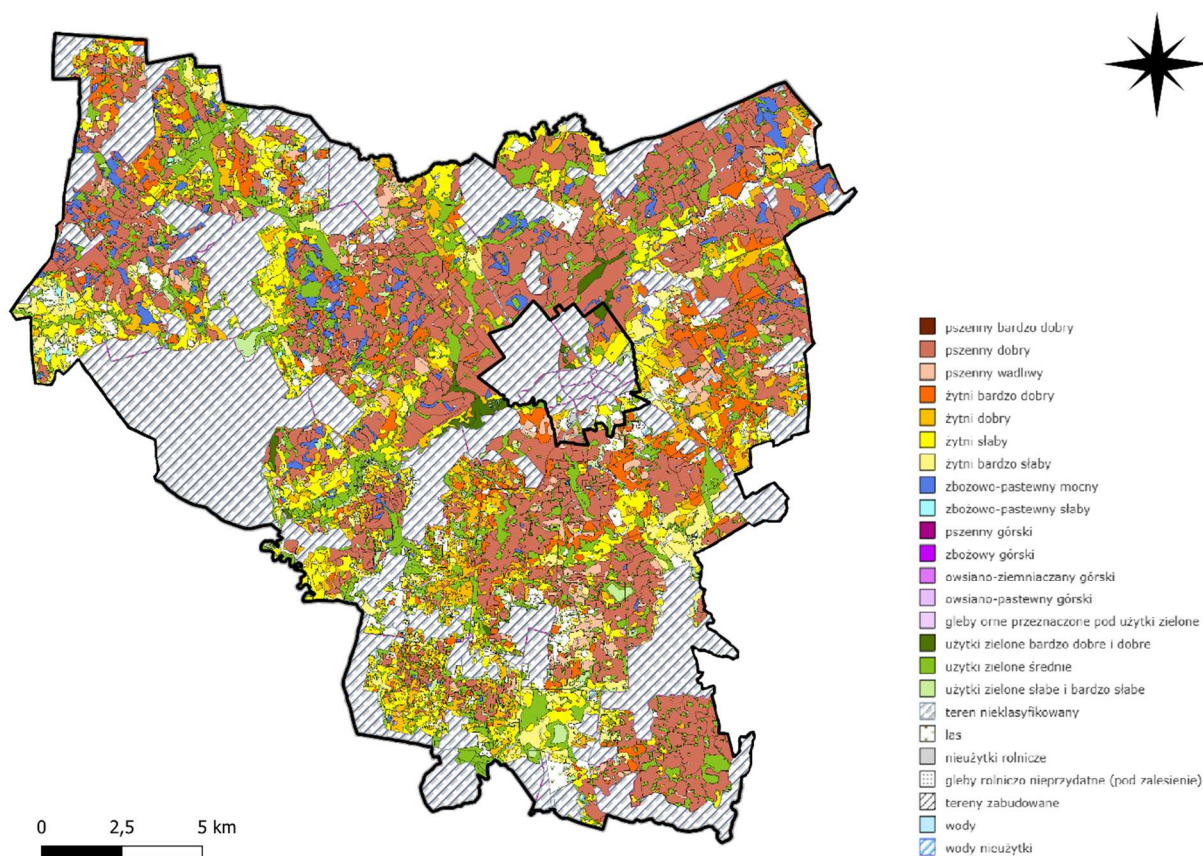 pszenny bardzo dobry
pszenny dobry
pszenny wadliwy
żytni bardzo dobry
żytni dobry
żytni słaby
żytni bardzo słaby
zbożowo-pastewny mocny
zbożowo-pastewny słaby
pszenny górski
zbożowy górski
owsiano-ziemniaczany górski
owsiano-pastewny górski
gleby orne przeznaczone pod użytki zielone
użytki zielone bardzo dobre i dobre
użytki zielone średnie
użytki zielone słabe i bardzo słabe
teren nieklasyfikowany
las
nieużytki rolnicze
gleby rolniczo nieprzydatne (pod zalesienie)
tereny zabudowane
wody
wody nieużytki
0 2,5 5 km